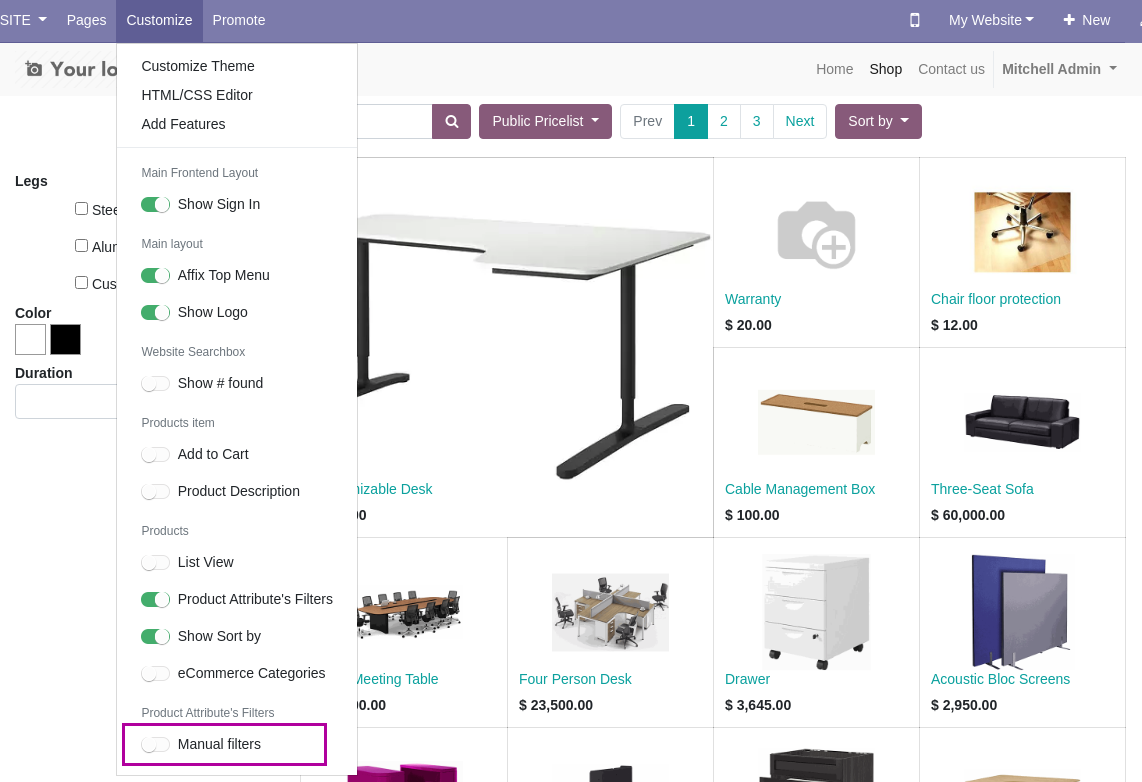 SITE Pages Customize Promote My Website New
Your lo Home Shop Contact us Mitchell Admin
Customize Theme
HTML/CSS Editor
Add Features
Public Pricelist Prev 1 2 3 Next Sort by
Main Frontend Layout
Show Sign In
Main layout
Affix Top Menu
Show Logo
Website Searchbox
Show # found
Products item
Add to Cart
Product Description
Products
List View
Product Attribute's Filters
Show Sort by
eCommerce Categories
Product Attribute's Filters
Manual filters
Legs
Stee
Alur
Cus
Color
Duration
nizable Desk
00
Warranty
$ 20.00
Chair floor protection
$ 12.00
Cable Management Box
$ 100.00
Three-Seat Sofa
$ 60,000.00
Meeting Table
00.00
Four Person Desk
$ 23,500.00
Drawer
$ 3,645.00
Acoustic Bloc Screens
$ 2,950.00